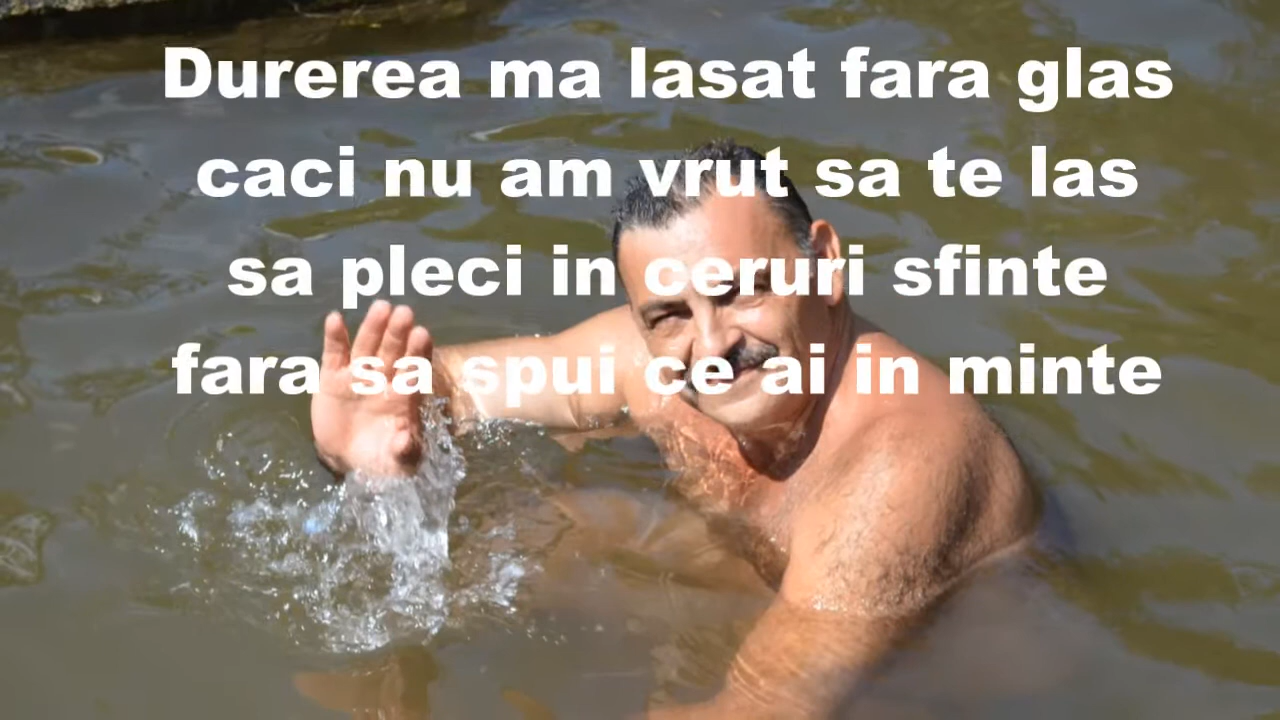 Durerea ma lasat fara glas
caci nu am vrut sa te las
sa pleci in ceruri sfinte
fara sa spui ce ai in minte